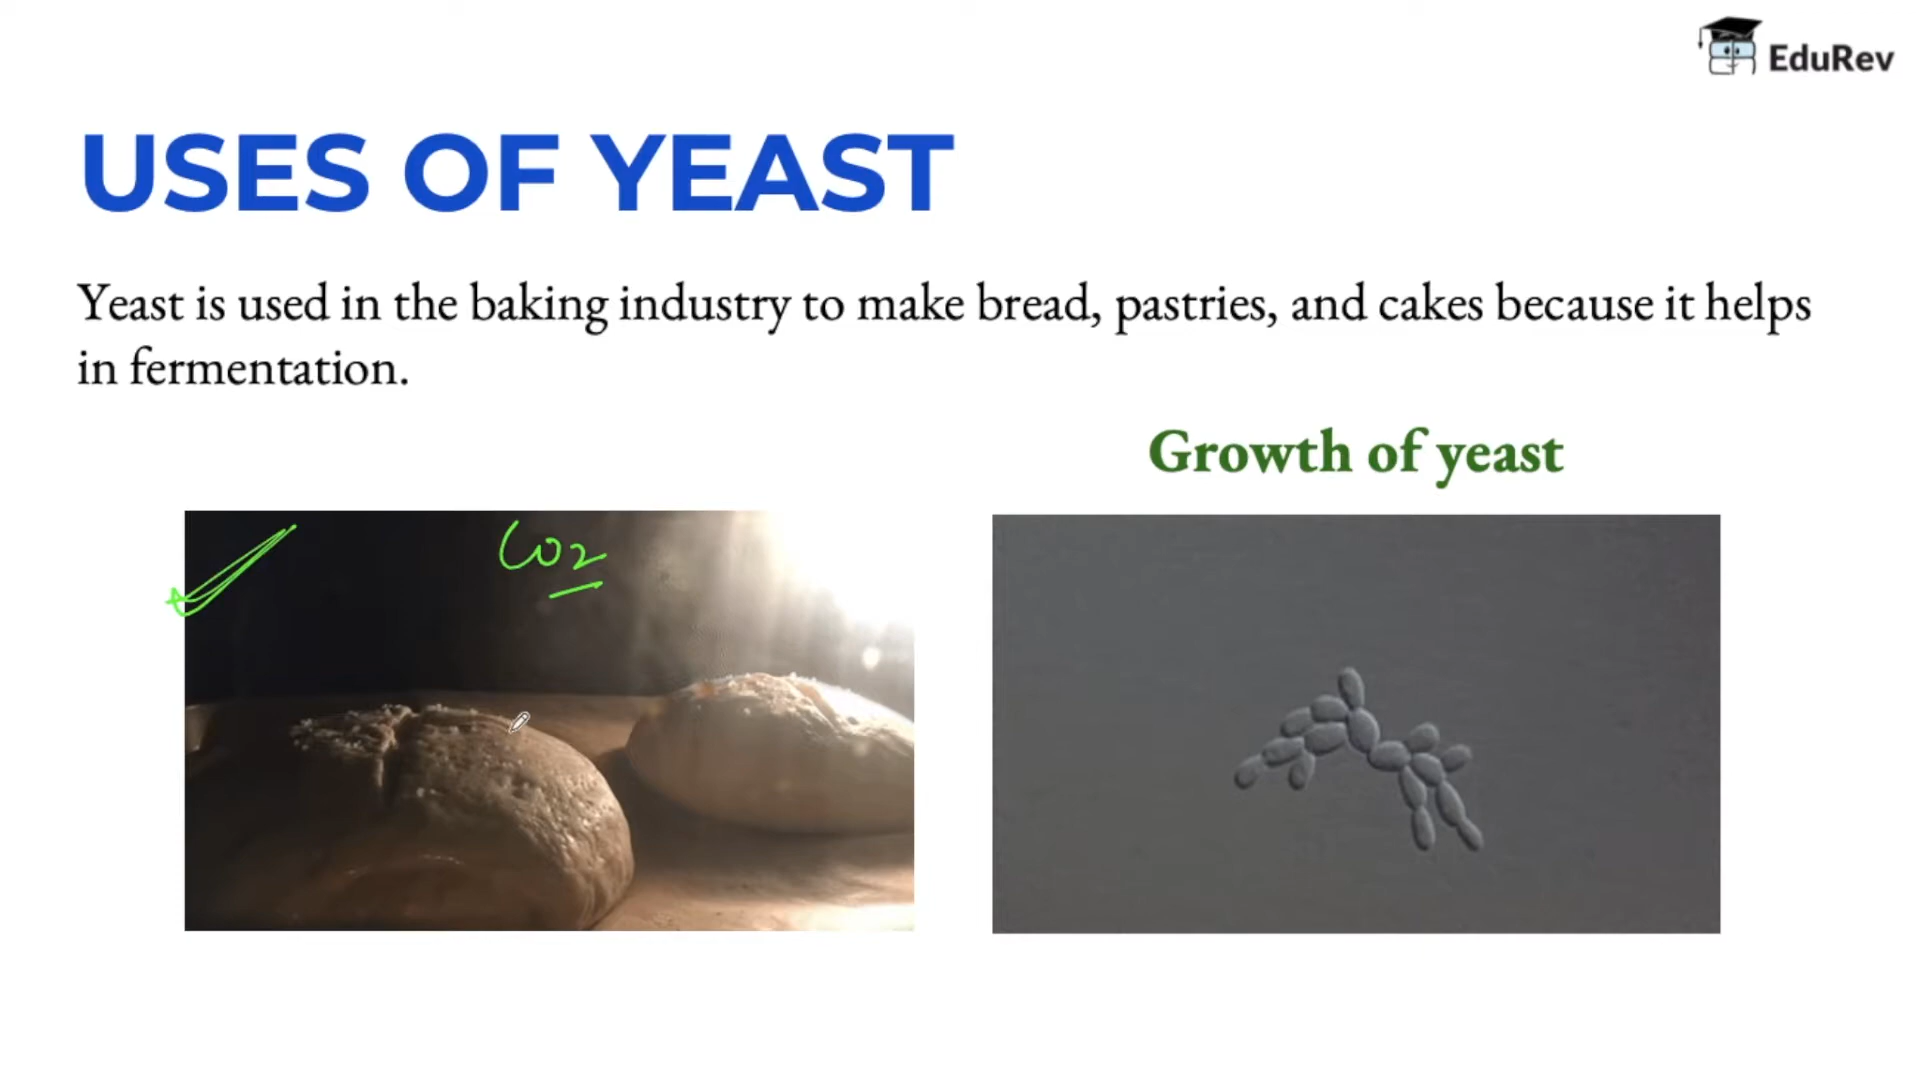 EduRev
USES OF YEAST
Yeast is used in the baking industry to make bread, pastries, and cakes because it helps
in fermentation.
Growth of yeast
CO2